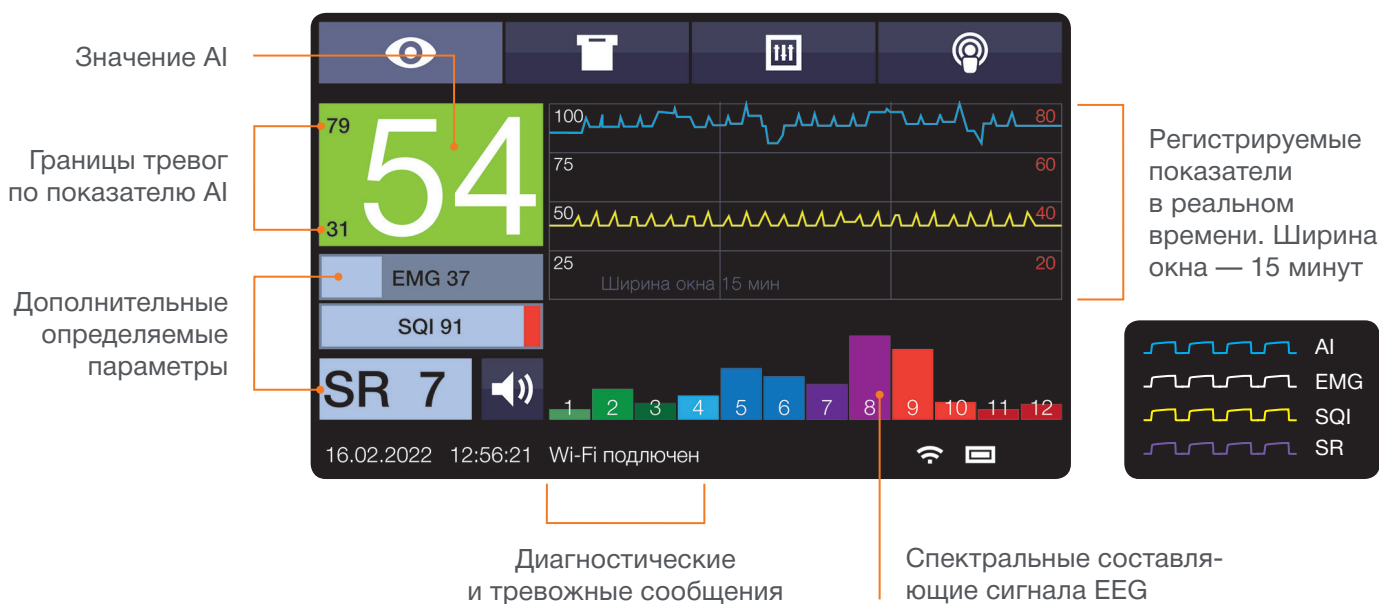 Значение AI
Границы тревог
по показателю AI
Дополнительные
определяемые
параметры
79
54
31
EMG 37
SQI 91
SR 7
100
80
75
60
50
40
25
20
Ширина окна 15 мин
1 2 3 4 5 6 7 8 9 10 11 12
16.02.2022 12:56:21 Wi-Fi подключен
Регистрируемые
показатели
в реальном
времени. Ширина
окна — 15 минут
AI
EMG
SQI
SR
Диагностические
и тревожные сообщения
Спектральные составля-
ющие сигнала EEG